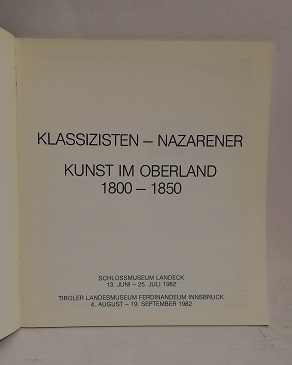 KLASSIZISTEN – NAZARENER
KUNST IM OBERLAND
1800 – 1850
SCHLOSSMUSEUM LANDECK
13. JUNI – 25. JULI 1982
TIROLER LANDESMUSEUM FERDINANDEUM INNSBRUCK
4. AUGUST – 19. SEPTEMBER 1982